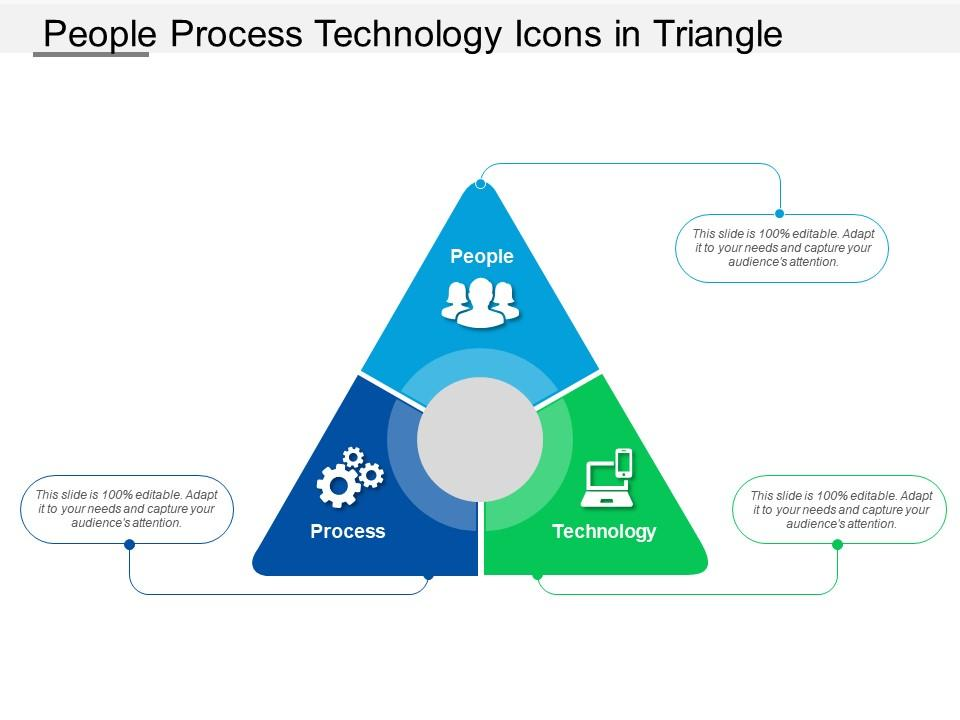 People Process Technology Icons in Triangle
People
This slide is 100% editable. Adapt
it to your needs and capture your
audience's attention.
Process
Technology
This slide is 100% editable. Adapt
it to your needs and capture your
audience's attention.
This slide is 100% editable. Adapt
it to your needs and capture your
audience's attention.